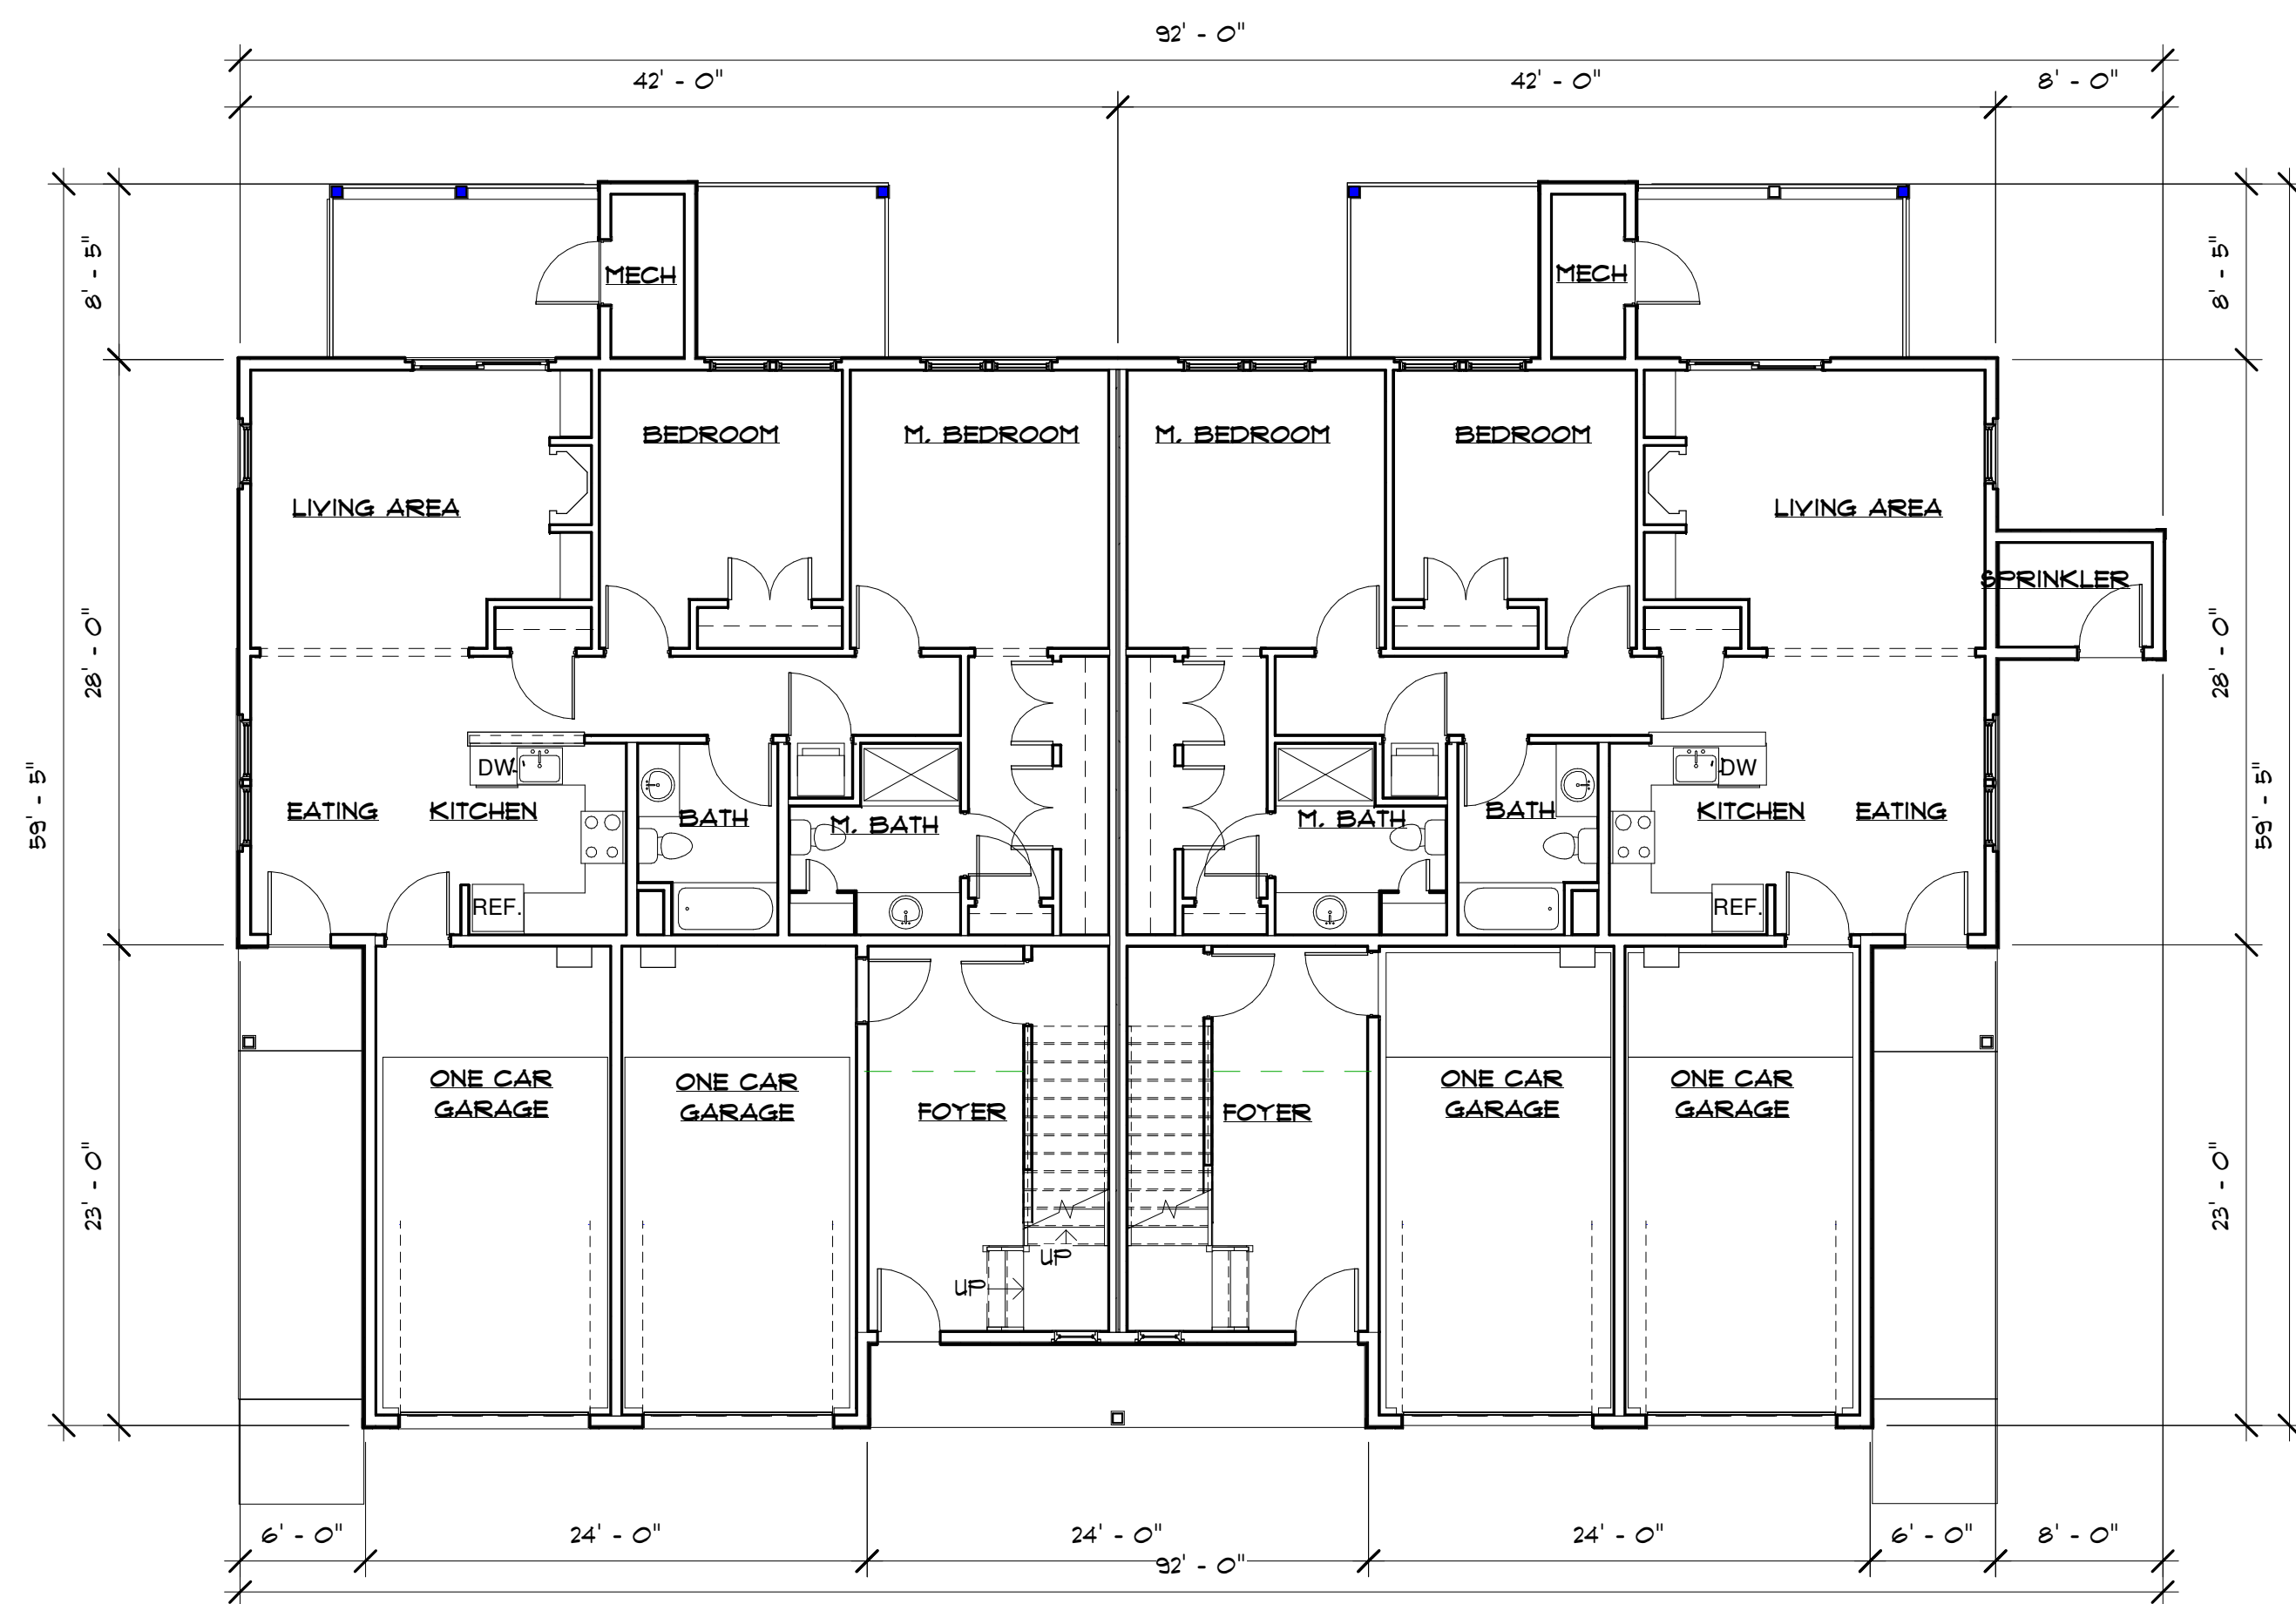 92' - 0"
42' - 0"
42' - 0"
8' - 0"
8' - 5"
MECH
MECH
8' - 5"
BEDROOM
M. BEDROOM
M. BEDROOM
BEDROOM
LIVING AREA
LIVING AREA
SPRINKLER
28' - 0"
28' - 0"
59' - 5"
59' - 5"
DW
DW
EATING
KITCHEN
BATH
M. BATH
M. BATH
BATH
KITCHEN
EATING
REF.
REF.
ONE CAR
GARAGE
ONE CAR
GARAGE
FOYER
FOYER
ONE CAR
GARAGE
ONE CAR
GARAGE
23' - 0"
23' - 0"
UP
UP
6' - 0"
24' - 0"
24' - 0"
24' - 0"
6' - 0"
8' - 0"
92' - 0"